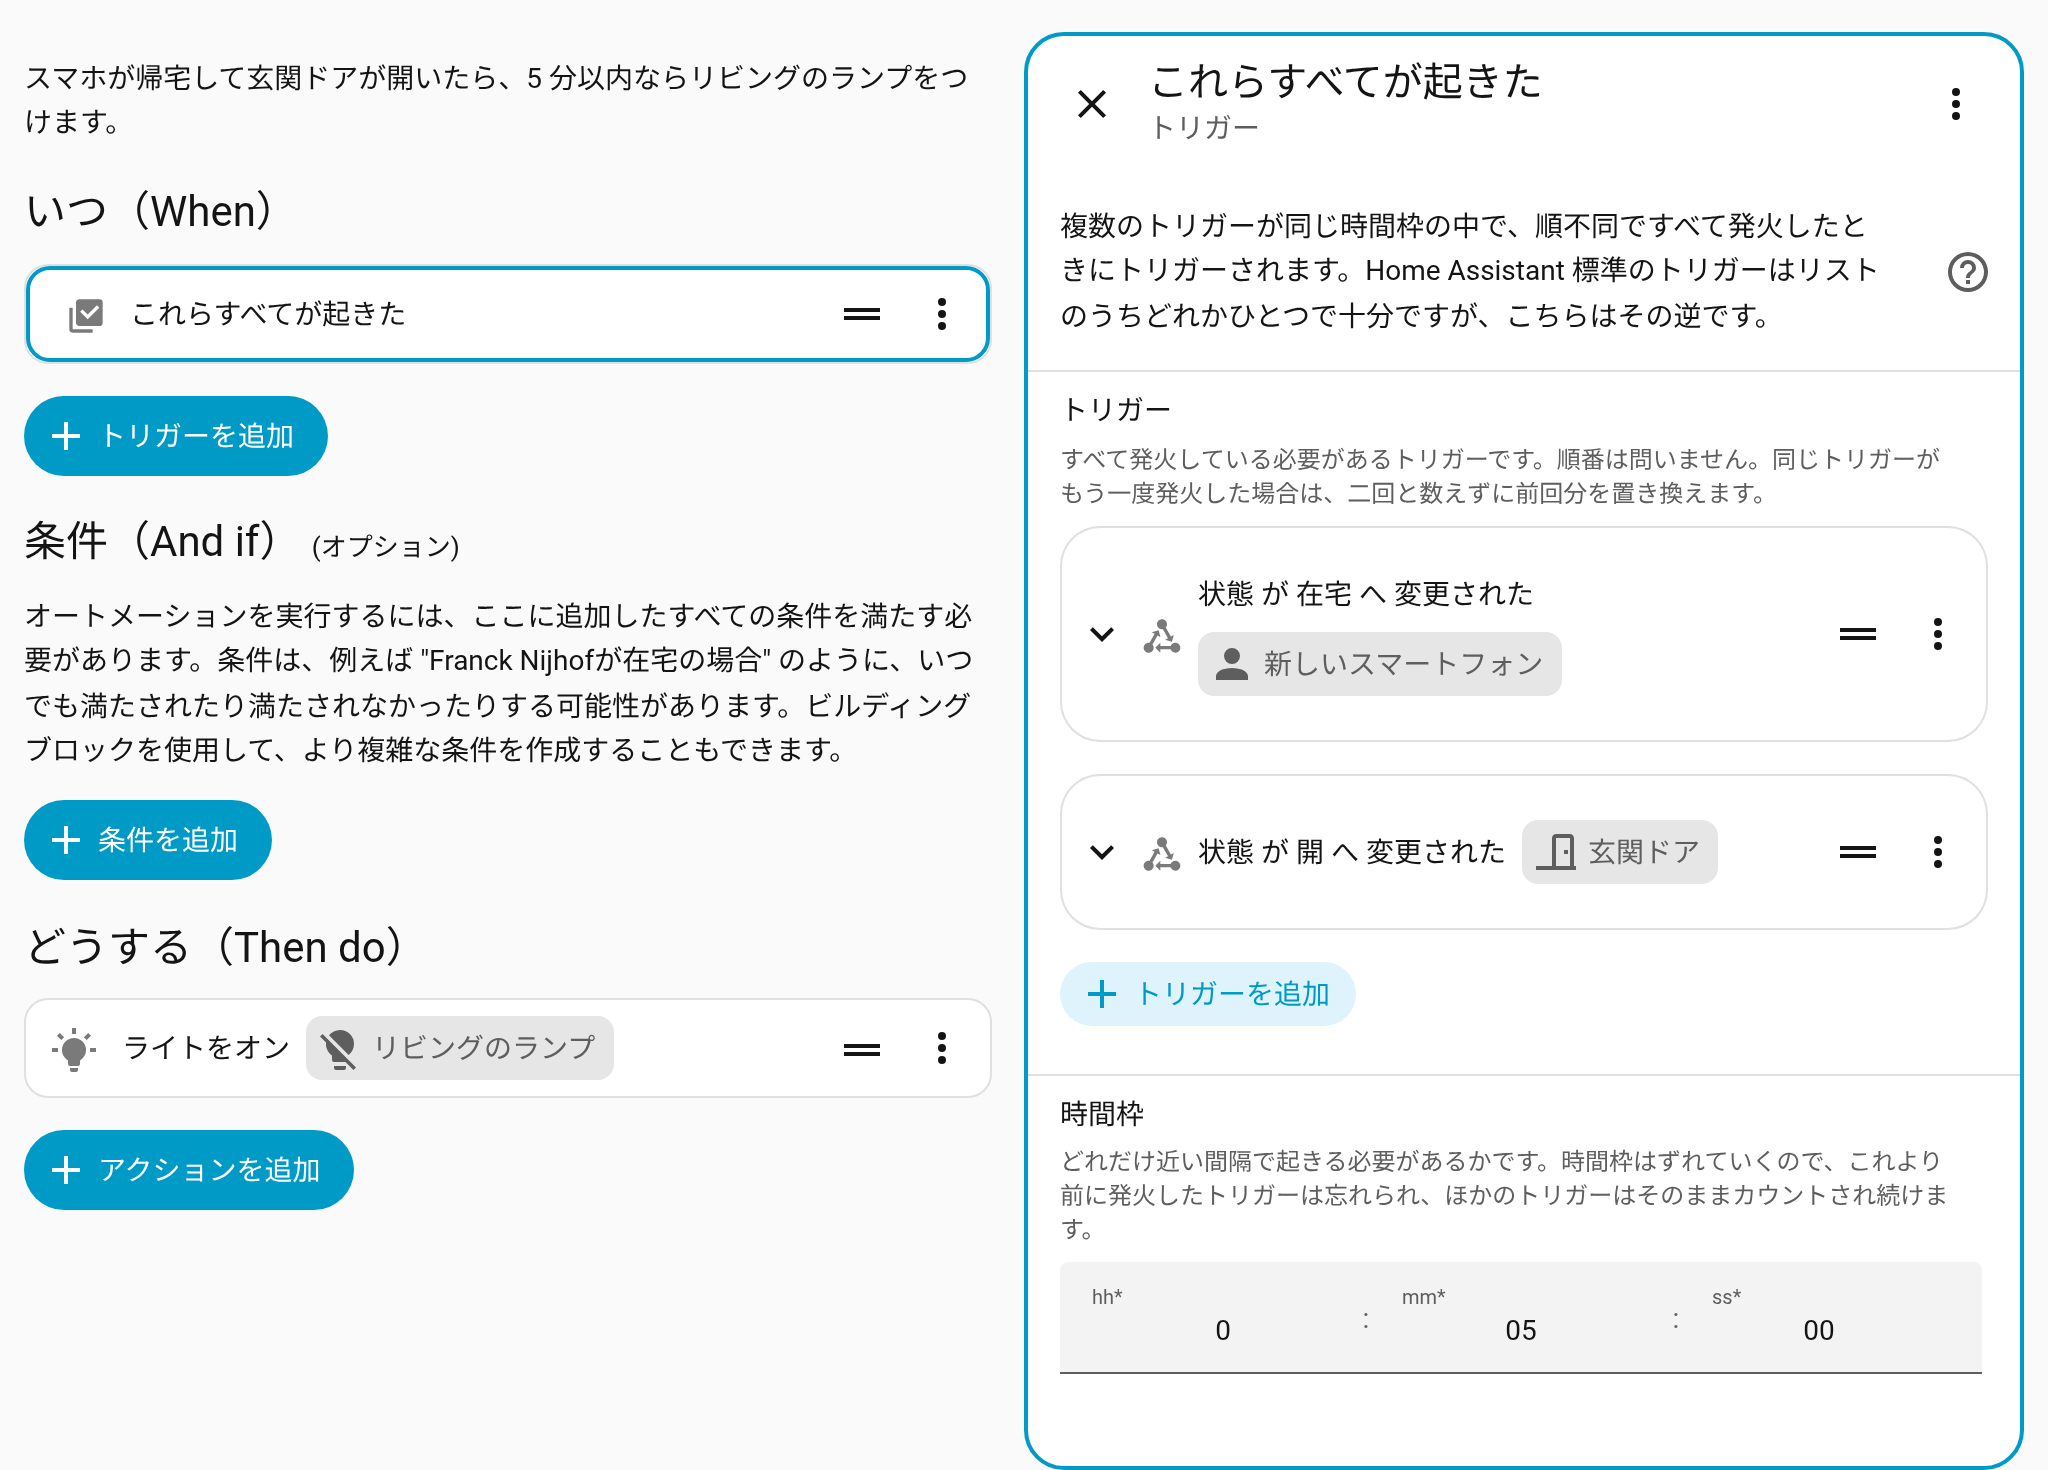 スマホが帰宅して玄関ドアが開いたら、5 分以内ならリビングのランプをつ
けます。
いつ（When）
これらすべてが起きた
トリガーを追加
条件（And if） (オプション)
オートメーションを実行するには、ここに追加したすべての条件を満たす必
要があります。条件は、例えば "Franck Nijhofが在宅の場合" のように、いつ
でも満たされたり満たされなかったりする可能性があります。ビルディング
ブロックを使用して、より複雑な条件を作成することもできます。
条件を追加
どうする（Then do）
ライトをオン リビングのランプ
アクションを追加
これらすべてが起きた
トリガー
複数のトリガーが同じ時間枠の中で、順不同ですべて発火したと
きにトリガーされます。Home Assistant 標準のトリガーはリスト
のうちどれかひとつで十分ですが、こちらはその逆です。
トリガー
すべて発火している必要があるトリガーです。順番は問いません。同じトリガーが
もう一度発火した場合は、二回と数えずに前回分を置き換えます。
状態 が 在宅 へ 変更された
新しいスマートフォン
状態 が 開 へ 変更された 玄関ドア
トリガーを追加
時間枠
どれだけ近い間隔で起きる必要があるかです。時間枠はずれていくので、これより
前に発火したトリガーは忘れられ、ほかのトリガーはそのままカウントされ続けま
す。
hh* mm* ss*
0 : 05 : 00